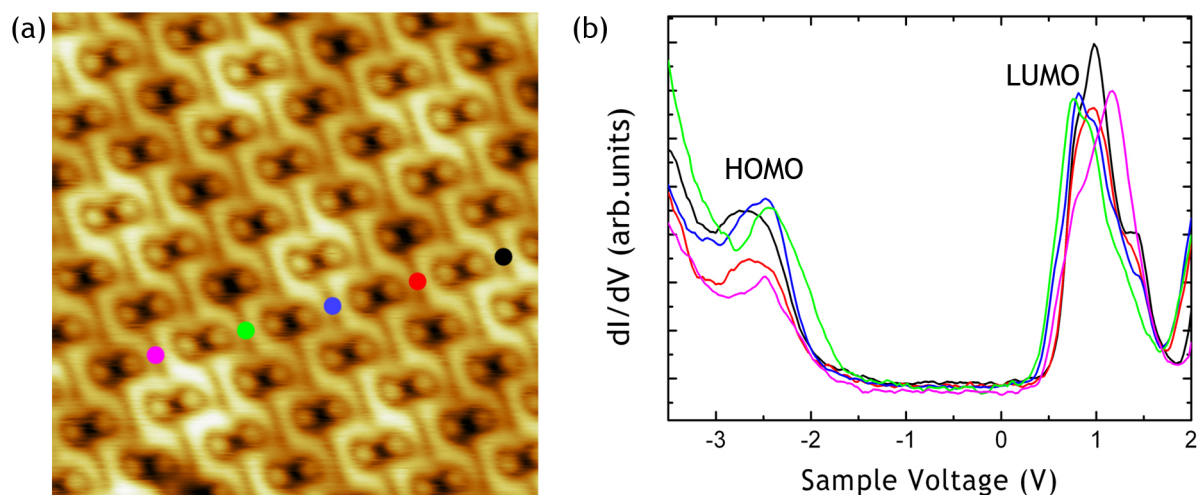 (a)
(b)
HOMO
LUMO
dI/dV (arb.units)
-3 -2 -1 0 1 2
Sample Voltage (V)